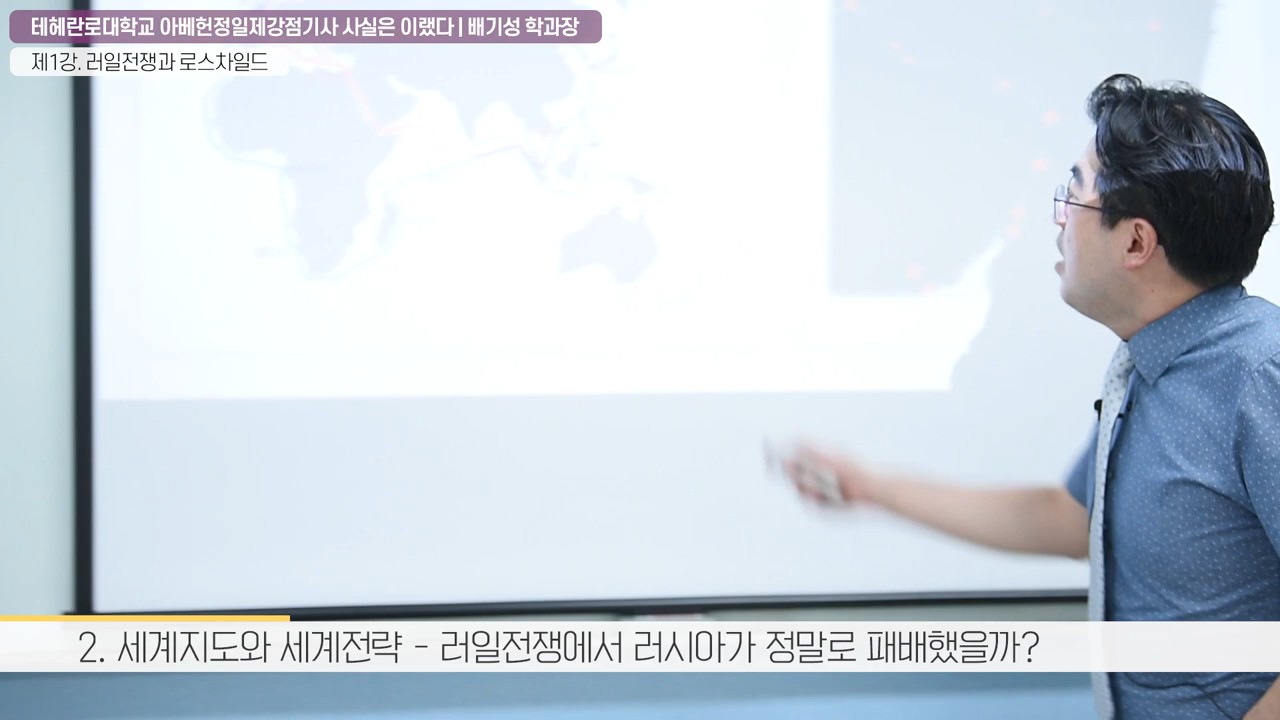 테헤란로대학교 아베헌정일제강점기사 사실은 이랬다 | 배기성 학과장
제1강. 러일전쟁과 로스차일드
2. 세계지도와 세계전략 - 러일전쟁에서 러시아가 정말로 패배했을까?